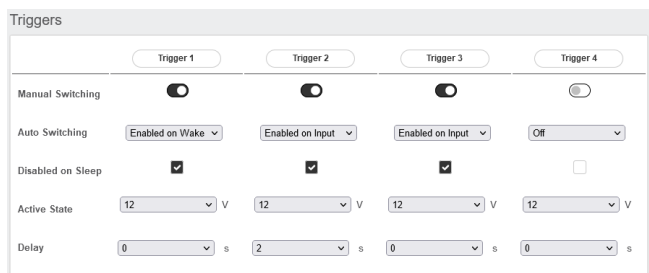 Triggers
Trigger 1 Trigger 2 Trigger 3 Trigger 4
Manual Switching
Auto Switching Enabled on Wake Enabled on Input Enabled on Input Off
Disabled on Sleep
Active State 12 V 12 V 12 V 12 V
Delay 0 s 2 s 0 s 0 s